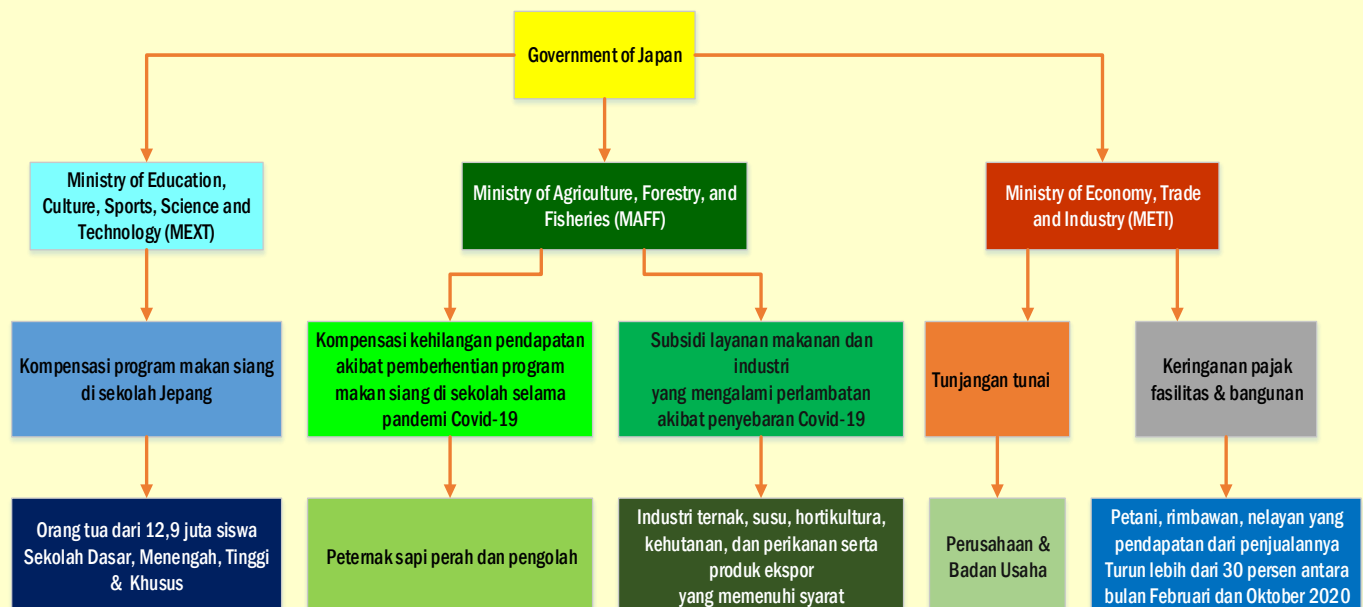 Government of Japan
Ministry of Education,
Culture, Sports, Science and
Technology (MEXT)
Ministry of Agriculture, Forestry, and
Fisheries (MAFF)
Ministry of Economy, Trade
and Industry (METI)
Kompensasi program makan siang
di sekolah Jepang
Kompensasi kehilangan pendapatan
akibat pemberhentian program
makan siang di sekolah selama
pandemi Covid-19
Subsidi layanan makanan dan
industri
yang mengalami perlambatan
akibat penyebaran Covid-19
Tunjangan tunai
Keringanan pajak
fasilitas & bangunan
Orang tua dari 12,9 juta siswa
Sekolah Dasar, Menengah, Tinggi
& Khusus
Peternak sapi perah dan pengolah
Industri ternak, susu, hortikultura,
kehutanan, dan perikanan serta
produk ekspor
yang memenuhi syarat
Perusahaan &
Badan Usaha
Petani, rimbawan, nelayan yang
pendapatan dari penjualannya
Turun lebih dari 30 persen antara
bulan Februari dan Oktober 2020